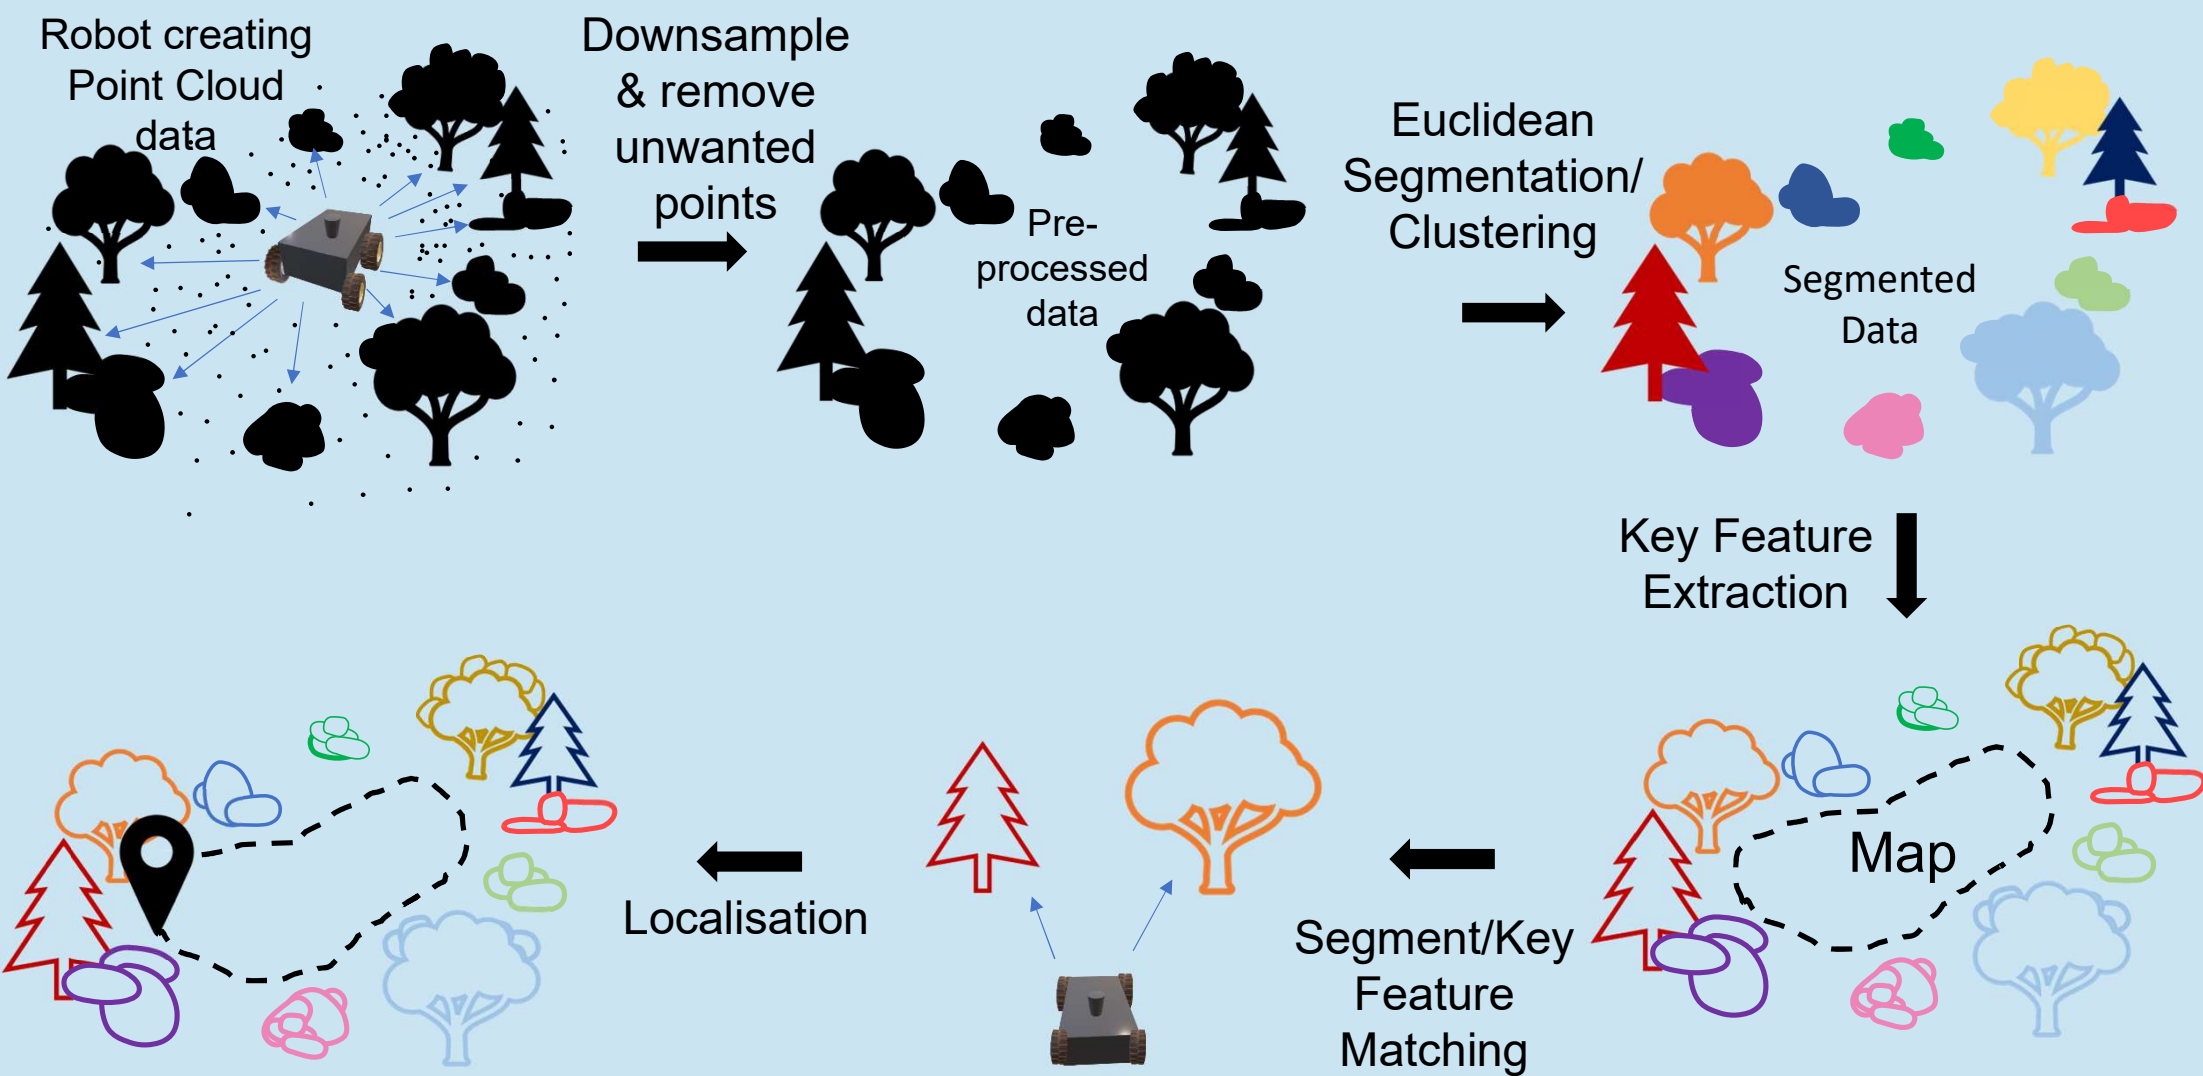 Robot creating
Point Cloud
data
Downsample
& remove
unwanted
points
Pre-
processed
data
Euclidean
Segmentation/
Clustering
Segmented
Data
Key Feature
Extraction
Map
Segment/Key
Feature
Matching
Localisation